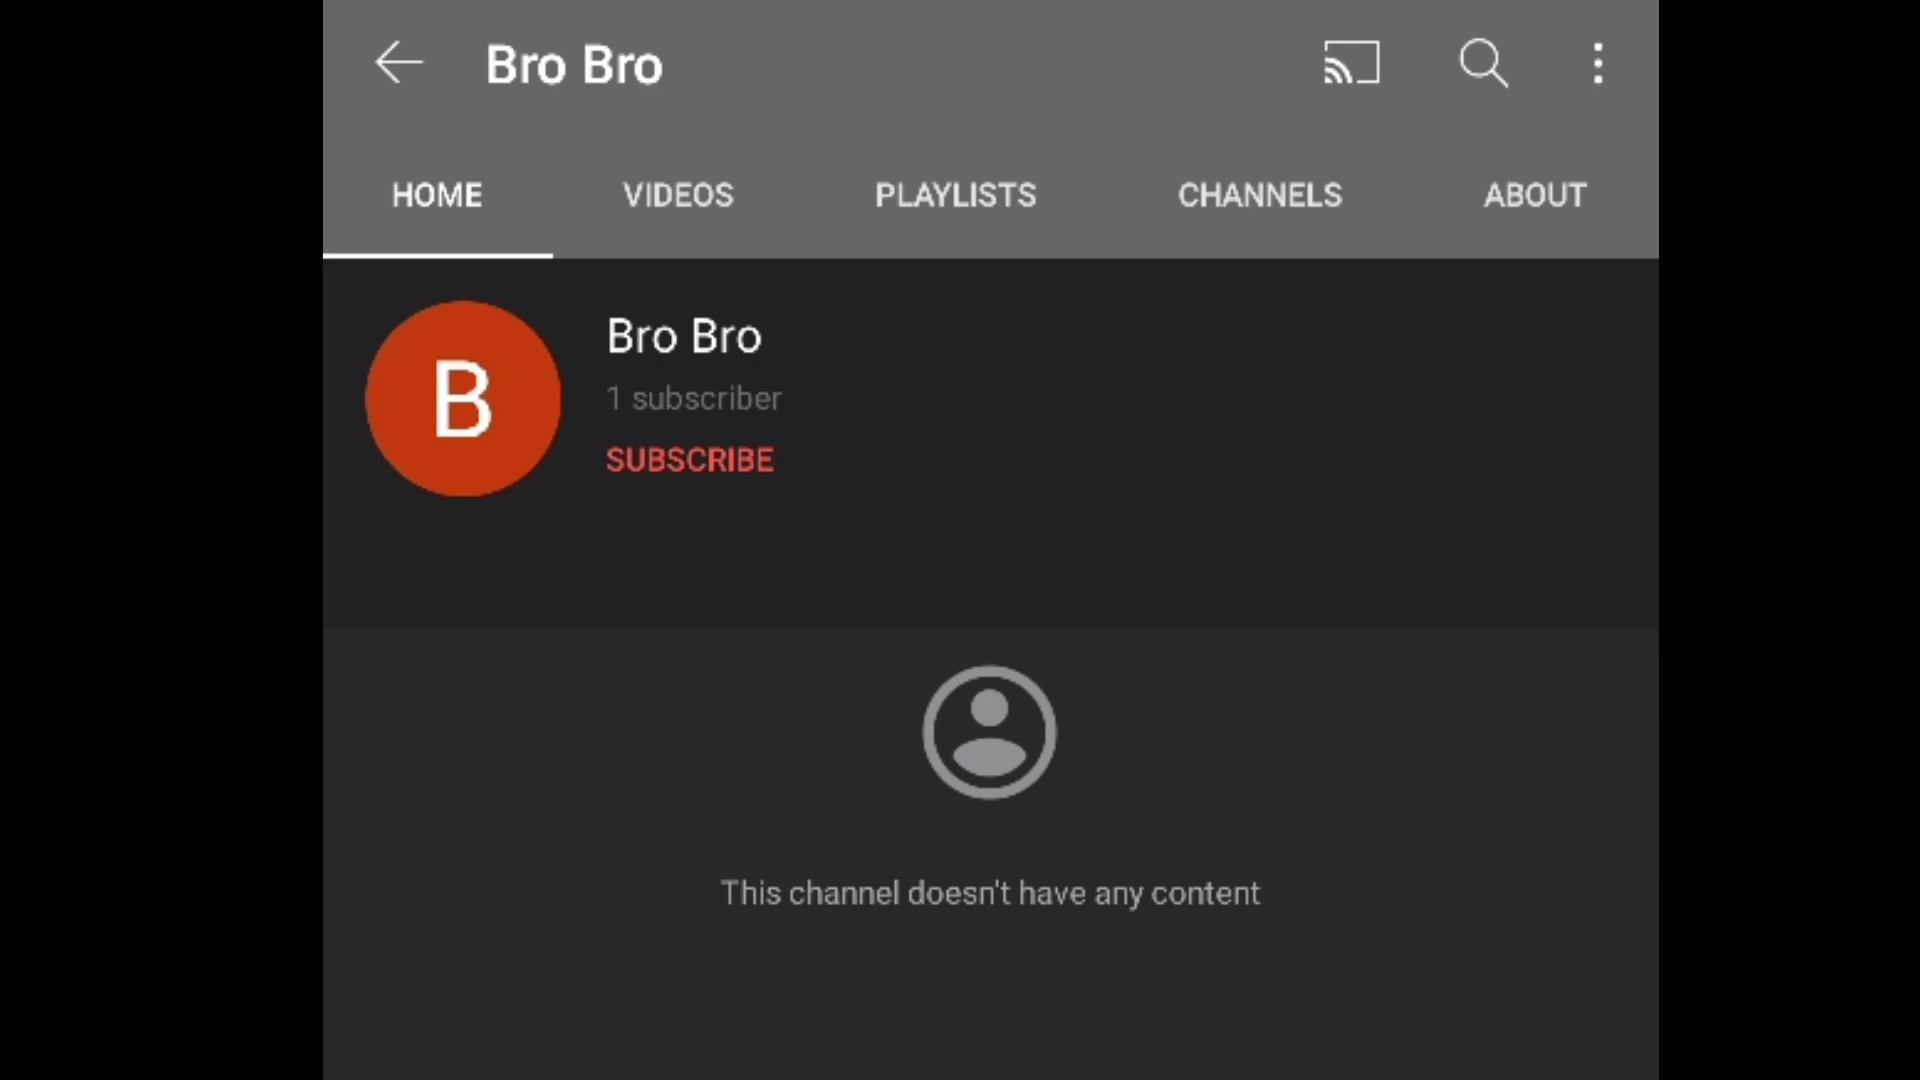 Bro Bro
HOME VIDEOS PLAYLISTS CHANNELS ABOUT
B
Bro Bro
1 subscriber
SUBSCRIBE
This channel doesn't have any content